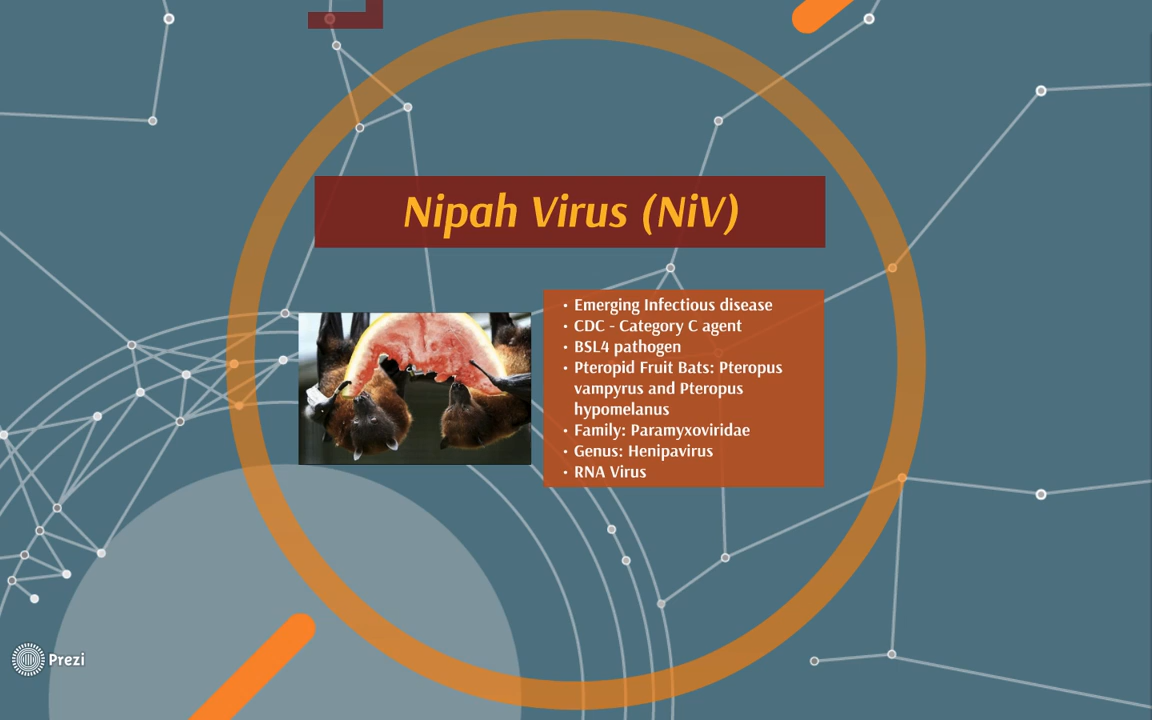 Nipah Virus (NiV)
• Emerging Infectious disease
• CDC - Category C agent
• BSL4 pathogen
• Pteropid Fruit Bats: Pteropus
vampyrus and Pteropus
hypomelanus
• Family: Paramyxoviridae
• Genus: Henipavirus
• RNA Virus
Prezi